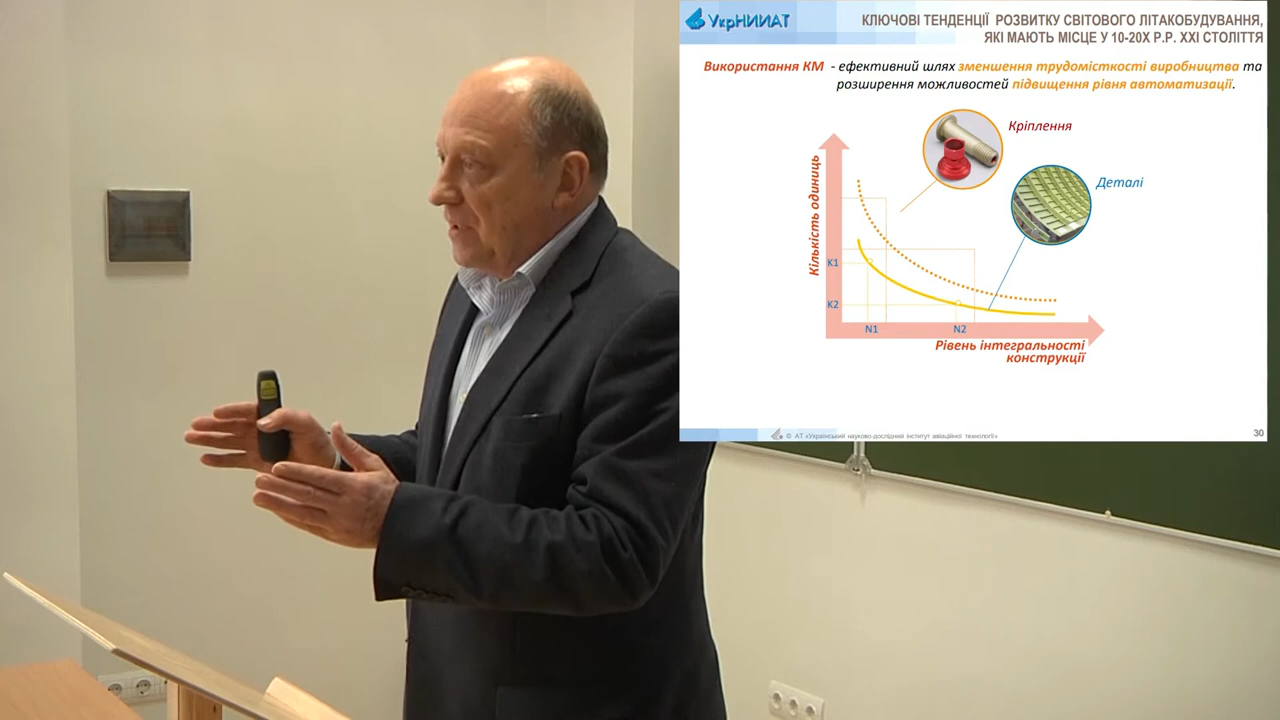 УкрНИИАТ
КЛЮЧОВІ ТЕНДЕНЦІЇ РОЗВИТКУ СВІТОВОГО ЛІТАКОБУДУВАННЯ,
ЯКІ МАЮТЬ МІСЦЕ У 10-20Х Р.Р. ХХІ СТОЛІТТЯ
Використання КМ - ефективний шлях зменшення трудомісткості виробництва та
розширення можливостей підвищення рівня автоматизації.
Кріплення
Деталі
Кількість одиниць
K1
K2
N1 N2
Рівень інтегральності
конструкції
© АТ «Український науково-дослідний інститут авіаційної технології»
30